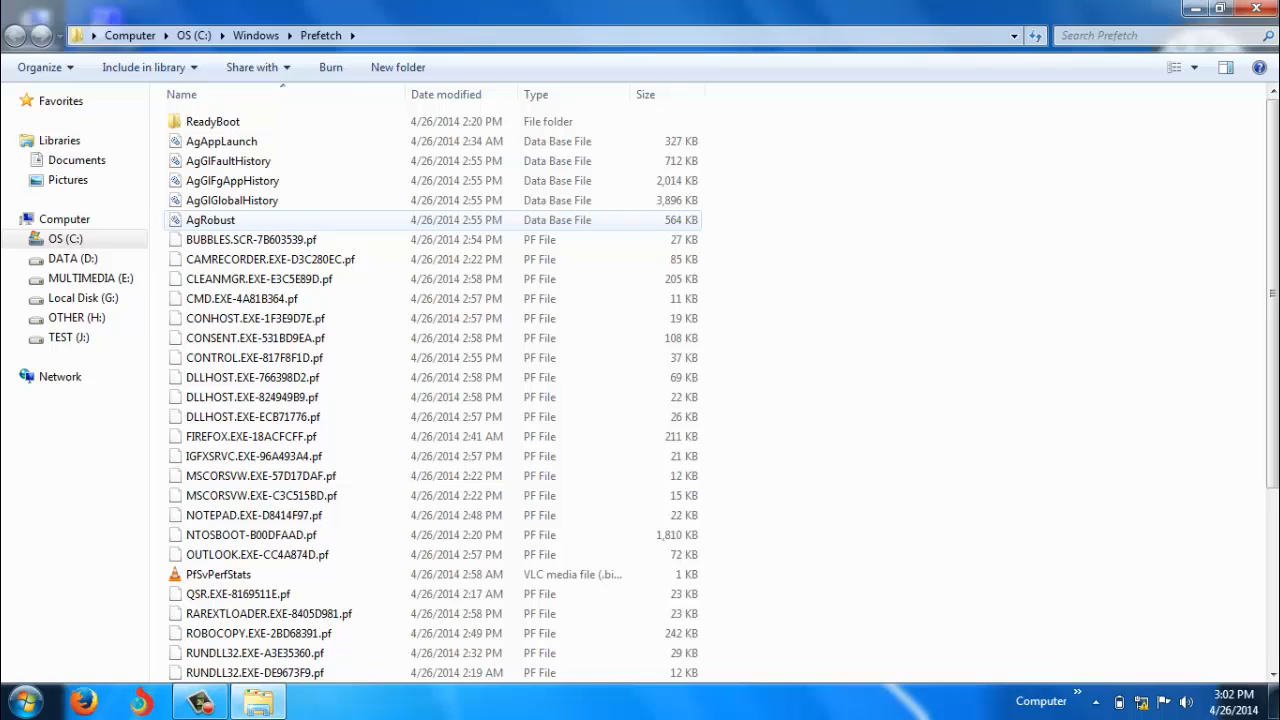 Computer OS (C:) Windows Prefetch Search Prefetch
Organize Include in library Share with Burn New folder
Favorites
Libraries
Documents
Pictures
Computer
OS (C:)
DATA (D:)
MULTIMEDIA (E:)
Local Disk (G:)
OTHER (H:)
TEST (J:)
Network
Name Date modified Type Size
ReadyBoot 4/26/2014 2:20 PM File folder
AgAppLaunch 4/26/2014 2:34 AM Data Base File 327 KB
AgGlFaultHistory 4/26/2014 2:55 PM Data Base File 712 KB
AgGlFgAppHistory 4/26/2014 2:55 PM Data Base File 2,014 KB
AgGlGlobalHistory 4/26/2014 2:55 PM Data Base File 3,896 KB
AgRobust 4/26/2014 2:55 PM Data Base File 564 KB
BUBBLES.SCR-7B603539.pf 4/26/2014 2:54 PM PF File 27 KB
CAMRECORDER.EXE-D3C280EC.pf 4/26/2014 2:22 PM PF File 85 KB
CLEANMGR.EXE-E3C5E89D.pf 4/26/2014 2:58 PM PF File 205 KB
CMD.EXE-4A81B364.pf 4/26/2014 2:57 PM PF File 11 KB
CONHOST.EXE-1F3E9D7E.pf 4/26/2014 2:57 PM PF File 19 KB
CONSENT.EXE-531BD9EA.pf 4/26/2014 2:58 PM PF File 108 KB
CONTROL.EXE-817F8F1D.pf 4/26/2014 2:55 PM PF File 37 KB
DLLHOST.EXE-766398D2.pf 4/26/2014 2:58 PM PF File 69 KB
DLLHOST.EXE-824949B9.pf 4/26/2014 2:58 PM PF File 22 KB
DLLHOST.EXE-ECB71776.pf 4/26/2014 2:57 PM PF File 26 KB
FIREFOX.EXE-18ACFCFF.pf 4/26/2014 2:41 AM PF File 211 KB
IGFXSRVC.EXE-96A493A4.pf 4/26/2014 2:57 PM PF File 21 KB
MSCORSVW.EXE-57D17DAF.pf 4/26/2014 2:22 PM PF File 12 KB
MSCORSVW.EXE-C3C515BD.pf 4/26/2014 2:22 PM PF File 15 KB
NOTEPAD.EXE-D8414F97.pf 4/26/2014 2:48 PM PF File 22 KB
NTOSBOOT-B00DFAAD.pf 4/26/2014 2:20 PM PF File 1,810 KB
OUTLOOK.EXE-CC4A874D.pf 4/26/2014 2:57 PM PF File 72 KB
PfSvPerfStats 4/26/2014 2:58 AM VLC media file (.bi... 1 KB
QSR.EXE-8169511E.pf 4/26/2014 2:17 AM PF File 23 KB
RAREXTLOADER.EXE-8405D981.pf 4/26/2014 2:58 PM PF File 23 KB
ROBOCOPY.EXE-2BD68391.pf 4/26/2014 2:49 PM PF File 242 KB
RUNDLL32.EXE-A3E35360.pf 4/26/2014 2:32 PM PF File 29 KB
RUNDLL32.EXE-DE9673F9.pf 4/26/2014 2:19 AM PF File 12 KB
Computer 3:02 PM
4/26/2014